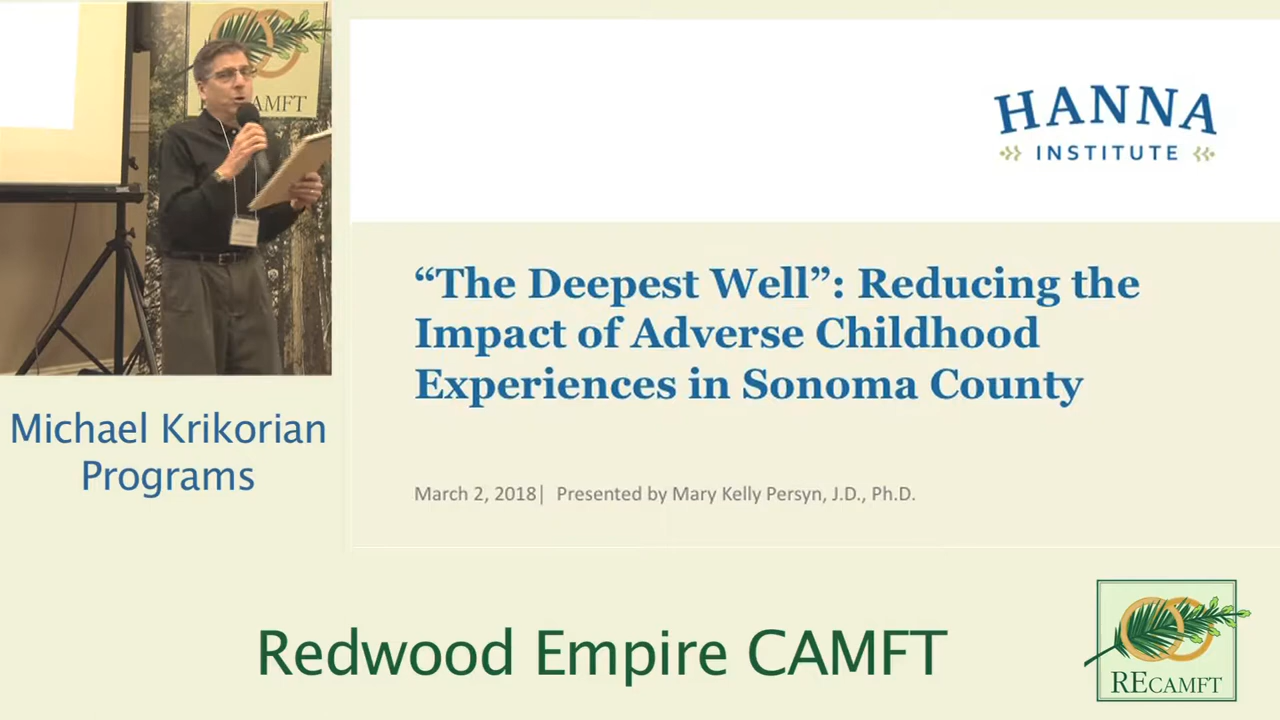 HANNA
INSTITUTE
“The Deepest Well”: Reducing the
Impact of Adverse Childhood
Experiences in Sonoma County
March 2, 2018| Presented by Mary Kelly Persyn, J.D., Ph.D.
AMFT
Michael Krikorian
Programs
Redwood Empire CAMFT
RECAMFT